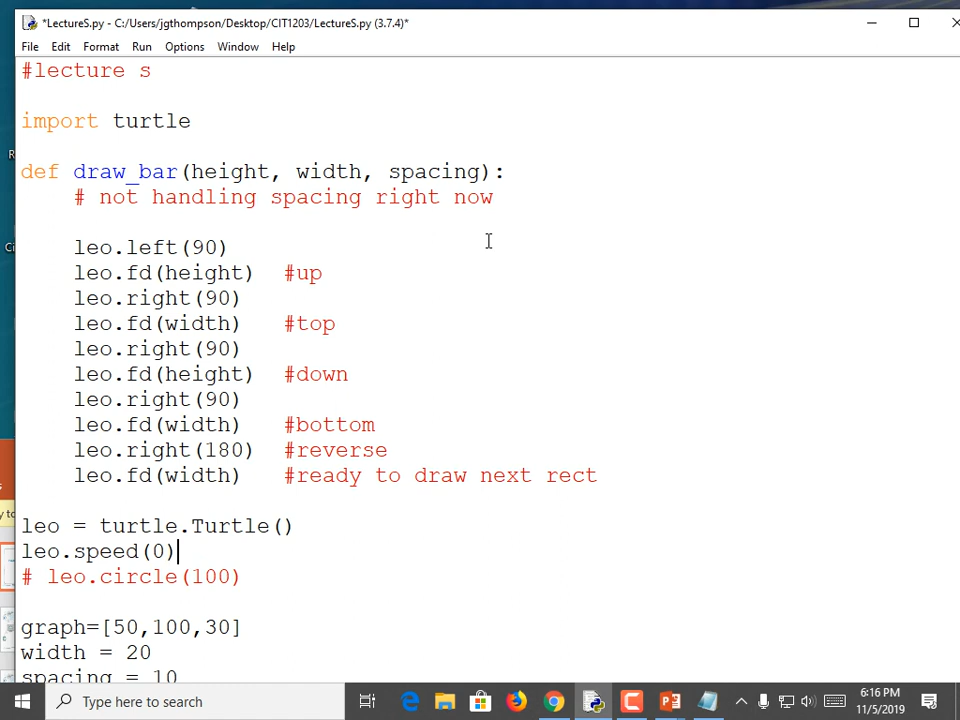 *LectureS.py - C:/Users/jgthompson/Desktop/CIT1203/LectureS.py (3.7.4)*
File Edit Format Run Options Window Help
#lecture s
import turtle
def draw_bar(height, width, spacing):
# not handling spacing right now
leo.left(90)
leo.fd(height) #up
leo.right(90)
leo.fd(width) #top
leo.right(90)
leo.fd(height) #down
leo.right(90)
leo.fd(width) #bottom
leo.right(180) #reverse
leo.fd(width) #ready to draw next rect
leo = turtle.Turtle()
leo.speed(0)
# leo.circle(100)
graph=[50,100,30]
width = 20
spacing = 10
Type here to search
6:16 PM
11/5/2019